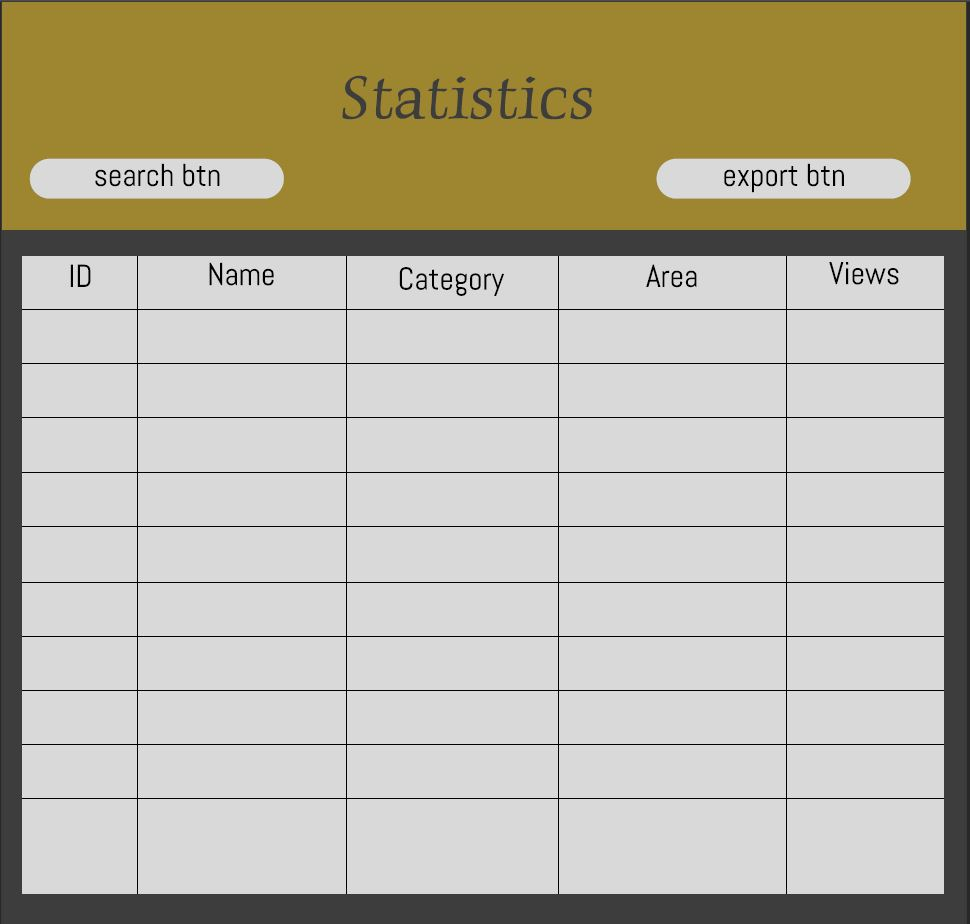 Statistics
search btn
export btn
ID
Name
Category
Area
Views